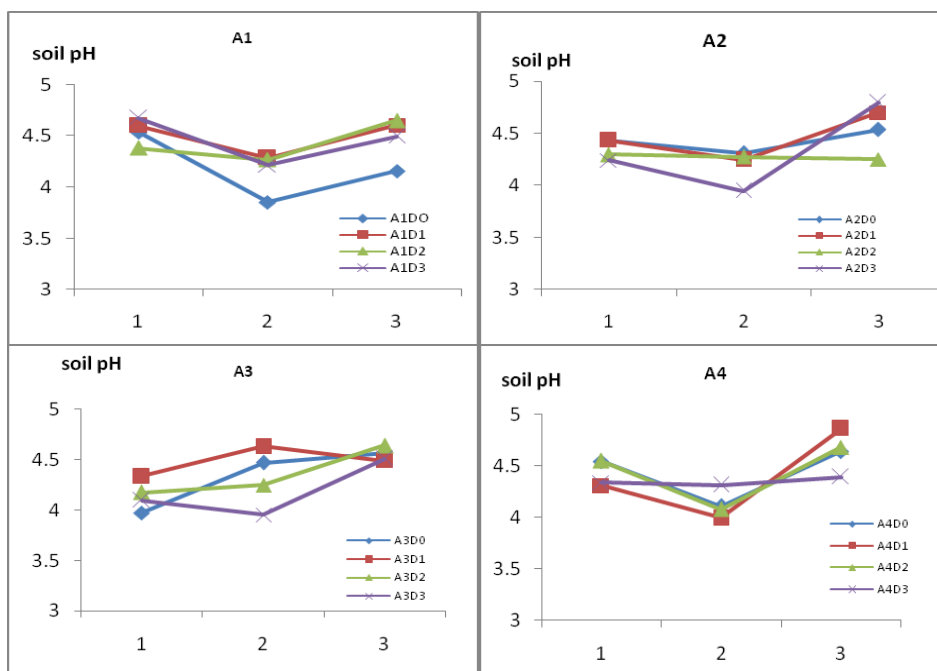 A1
soil pH
5
4.5
4
3.5
3
1 2 3
A1DO
A1D1
A1D2
A1D3
A2
soil pH
5
4.5
4
3.5
3
1 2 3
A2D0
A2D1
A2D2
A2D3
soil pH
A3
5
4.5
4
3.5
3
1 2 3
A3D0
A3D1
A3D2
A3D3
A4
soil pH
5
4.5
4
3.5
3
1 2 3
A4D0
A4D1
A4D2
A4D3